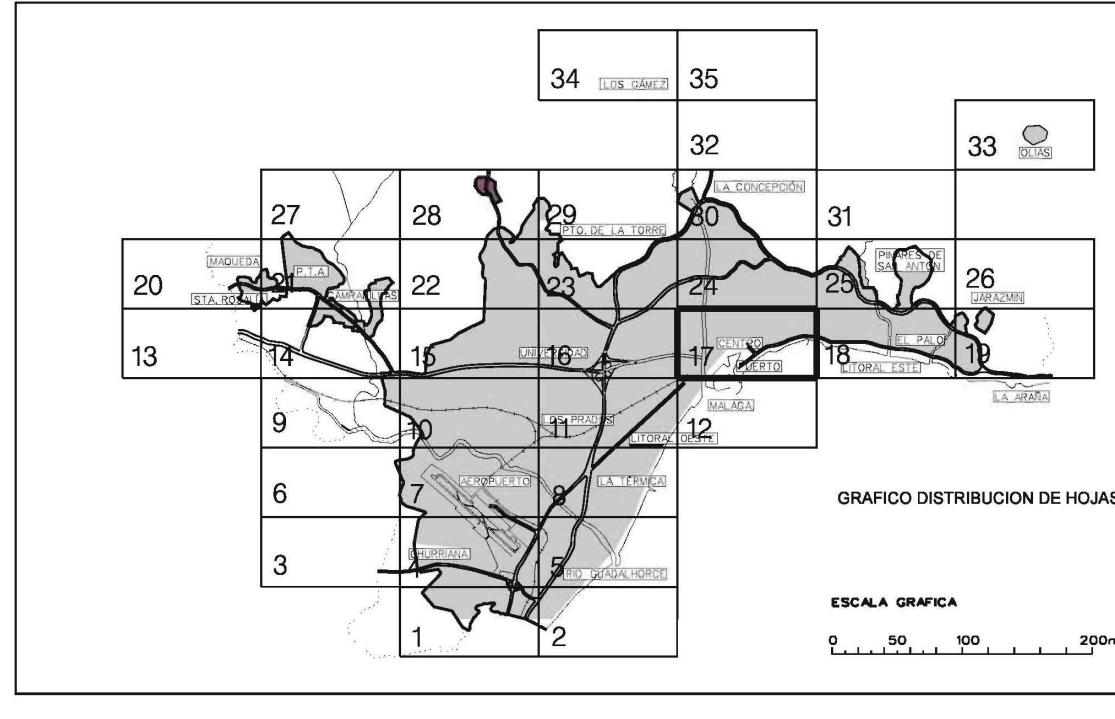 34 LOS GÁMEZ 35
32 33 OLIAS
LA CONCEPCIÓN
27 28 29 PTO. DE LA TORRE 30 31
MAQUEDA P.T.A. PINARES DE
SAN ANTÓN
20 21 22 23 24 25 26
STA. ROSALIA CAMPANILLAS JARAZMIN
CENTRO EL PALO
13 14 15 UNIVERSIDAD 16 17 PUERTO 18 LITORAL ESTE 19
MALAGA LA ARAÑA
9 10 LOS PRADOS 11 12
LITORAL OESTE
AEROPUERTO LA TERMICA
6 7 8
GRAFICO DISTRIBUCION DE HOJAS
CHURRIANA
3 5 RIO GUADALHORCE
ESCALA GRAFICA
1 2
0 50 100 200m